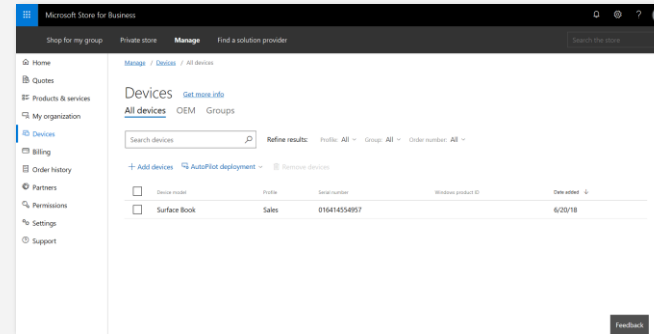 Microsoft Store for Business
?
Shop for my group Private store Manage Find a solution provider Search the store
Home
Quotes
Products & services
My organization
Devices
Billing
Order history
Partners
Permissions
Settings
Support
Manage / Devices / All devices
Devices Get more info
All devices OEM Groups
Search devices Refine results: Profile: All Group: All Order number: All
+ Add devices AutoPilot deployment Remove devices
Device model Profile Serial number Windows product ID Date added
Surface Book Sales 016414554957 6/20/18
Feedback